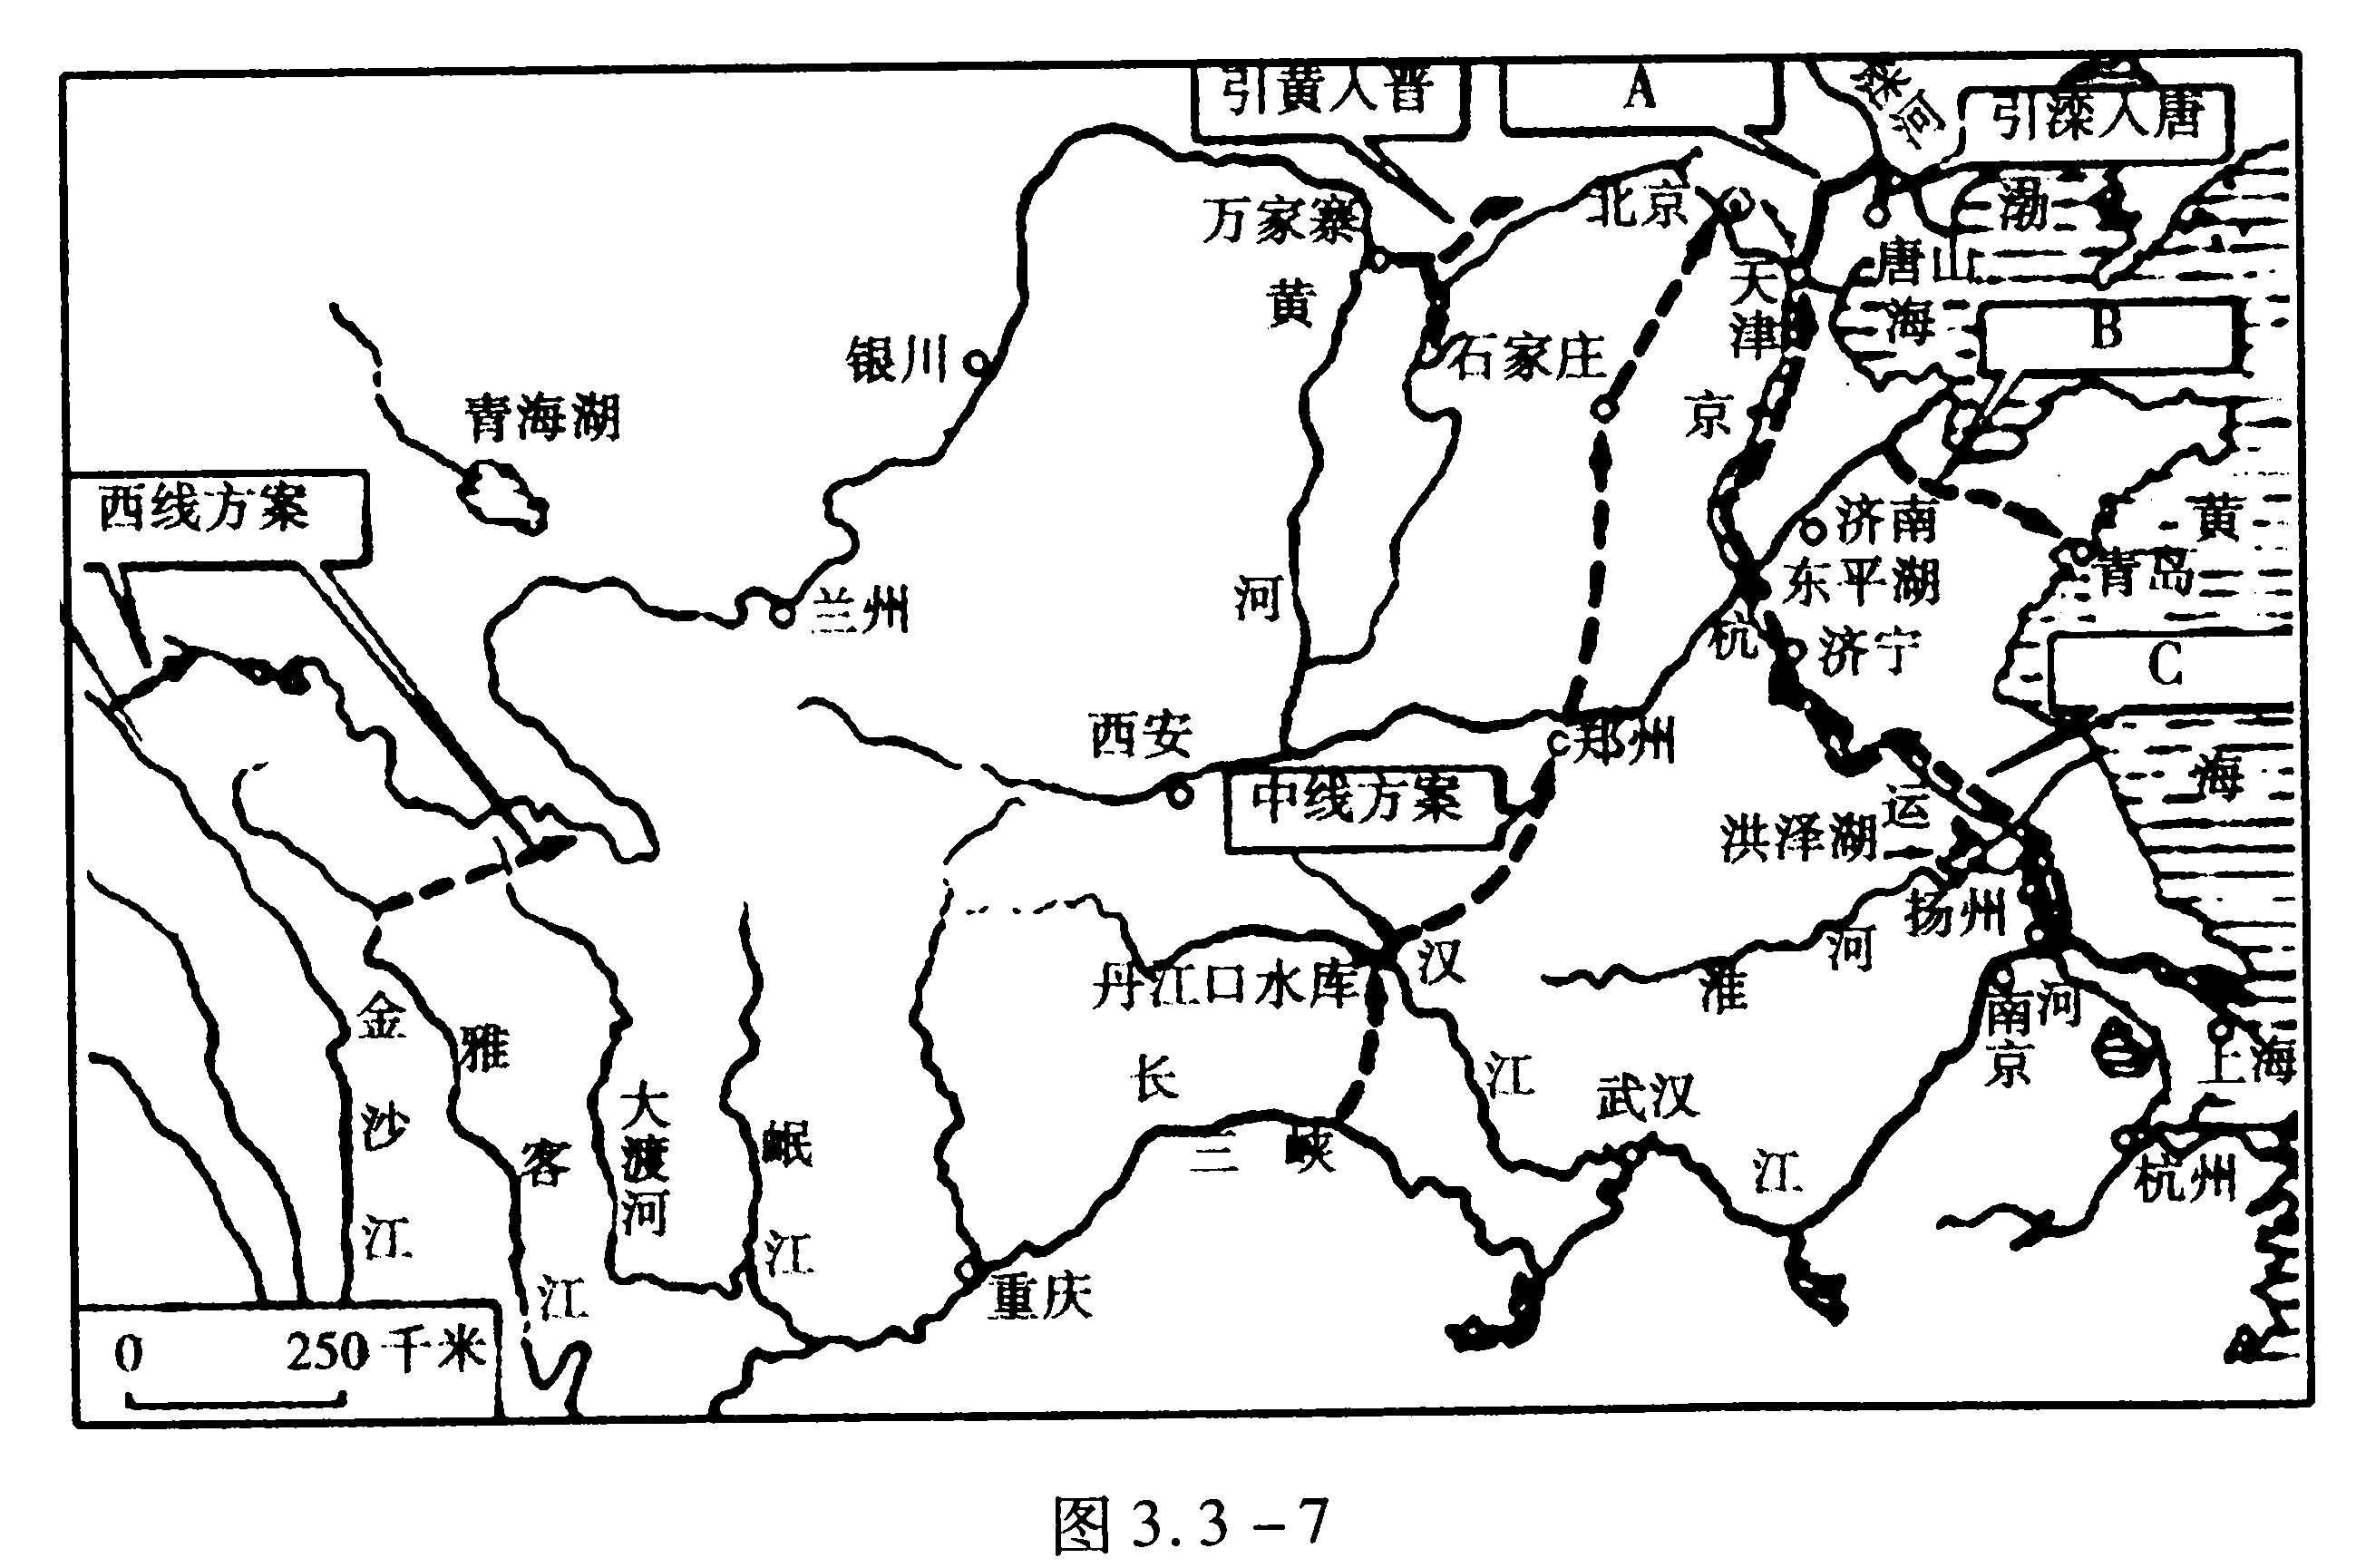 引黄入晋
A
滦河
引滦入唐
万家寨
北京
渤海
唐山
天津
B
黄河
银川
石家庄
青海湖
京杭运河
西线方案
济南
黄海
青岛
东平湖
兰州
济宁
C
西安
郑州
中线方案
洪泽湖
扬州
淮河
汉江
丹江口水库
南京
上海
金沙江
雅
江
大渡河
岷江
长江
三峡
武汉
杭州
重庆
0 250千米
图 3.3-7